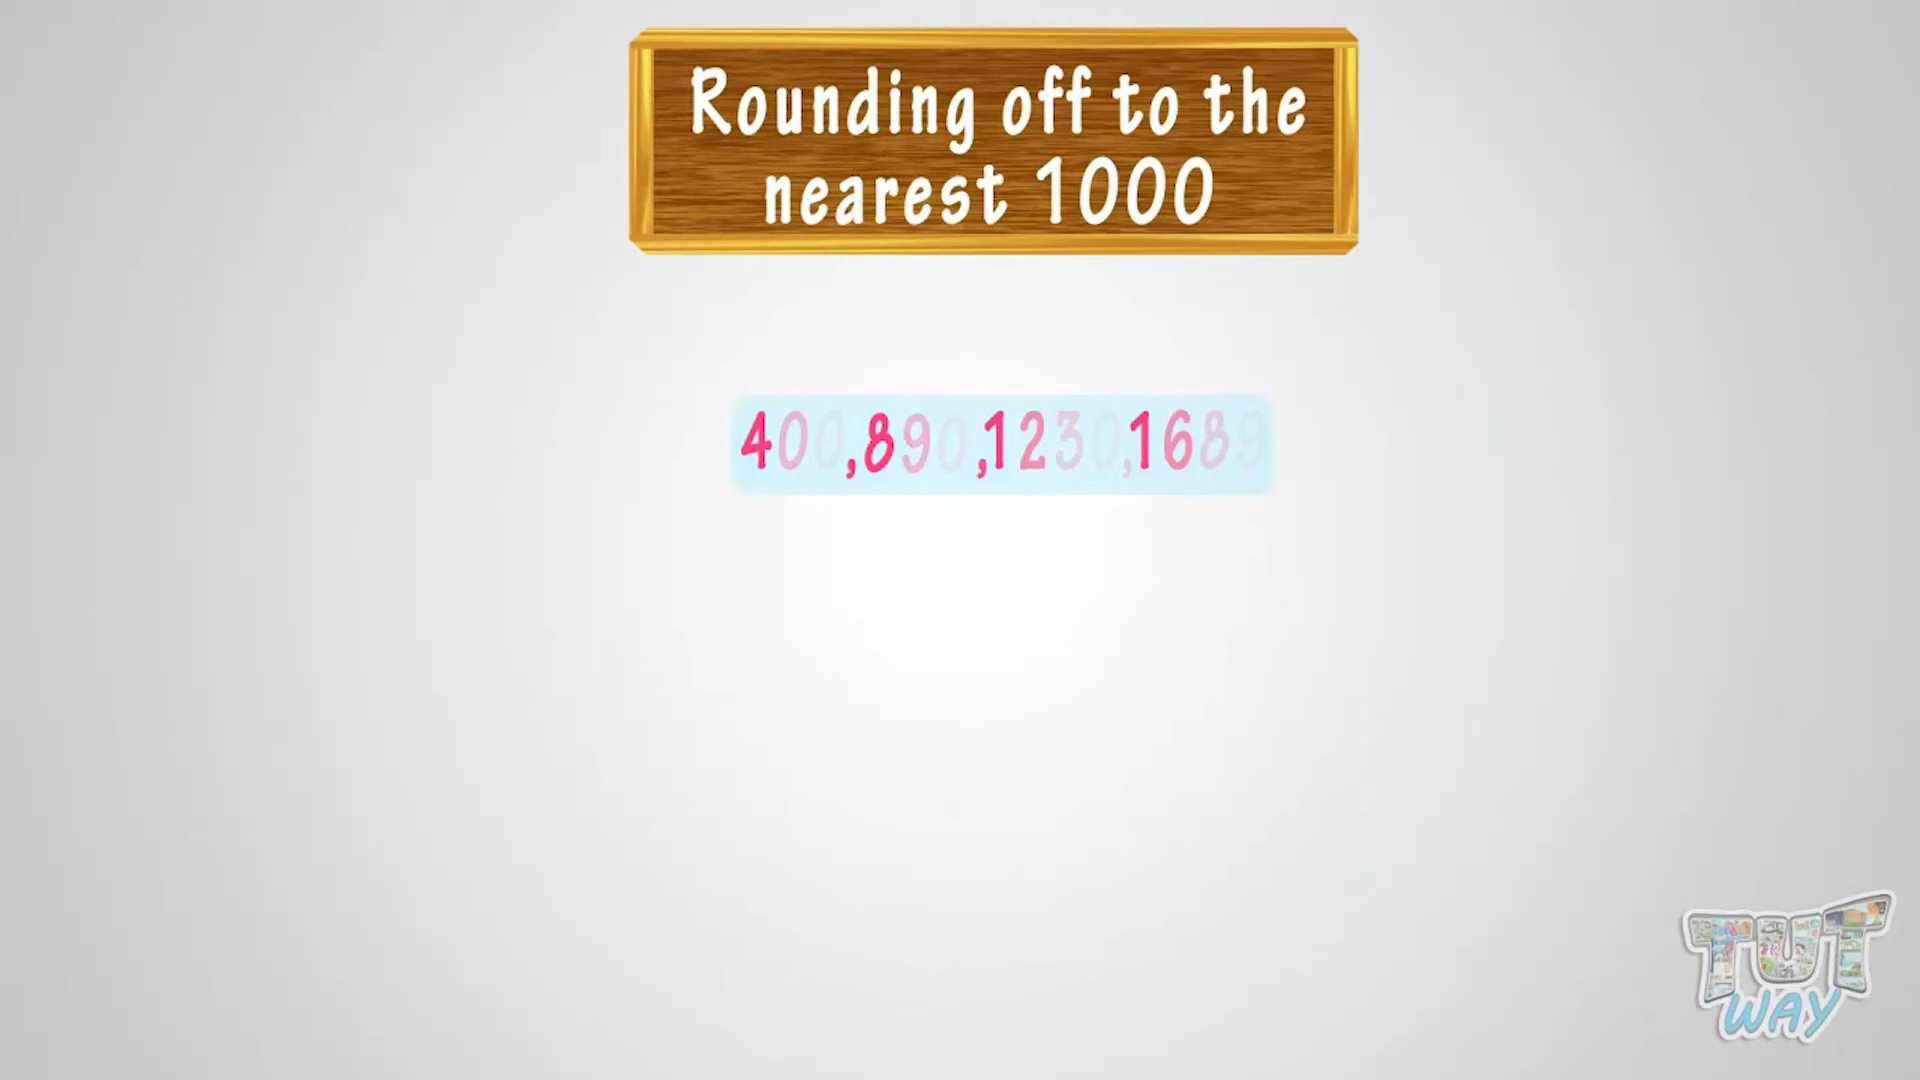 Rounding off to the
nearest 1000
400,890,1230,1689
TUT
WAY